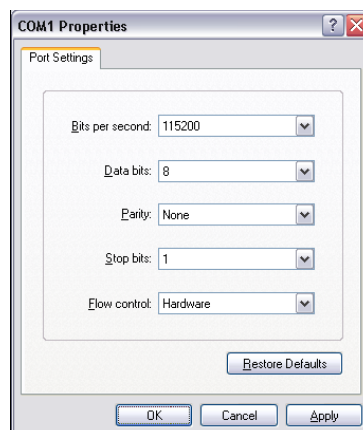 COM1 Properties
Port Settings
Bits per second: 115200
Data bits: 8
Parity: None
Stop bits: 1
Flow control: Hardware
Restore Defaults
OK Cancel Apply